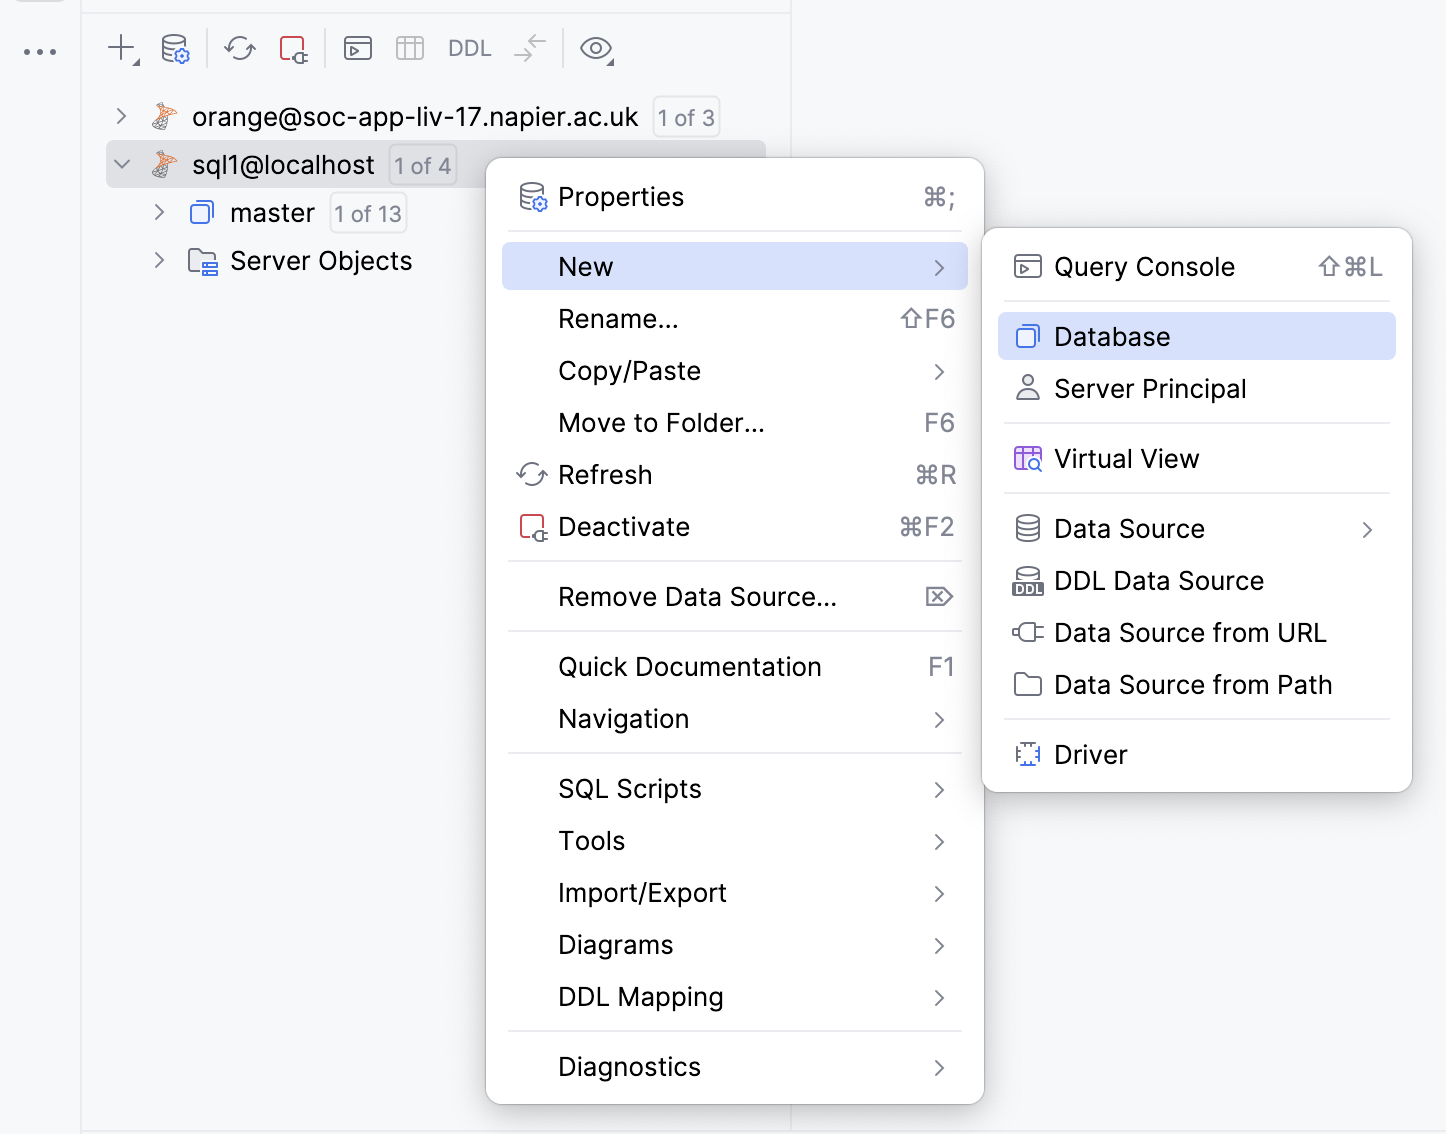 DDL
orange@soc-app-liv-17.napier.ac.uk 1 of 3
sql1@localhost 1 of 4
master 1 of 13
Server Objects
Properties ⌘;
New
Rename... ⇧F6
Copy/Paste
Move to Folder... F6
Refresh ⌘R
Deactivate ⌘F2
Remove Data Source... ⌦
Quick Documentation F1
Navigation
SQL Scripts
Tools
Import/Export
Diagrams
DDL Mapping
Diagnostics
Query Console ⇧⌘L
Database
Server Principal
Virtual View
Data Source
DDL Data Source
Data Source from URL
Data Source from Path
Driver